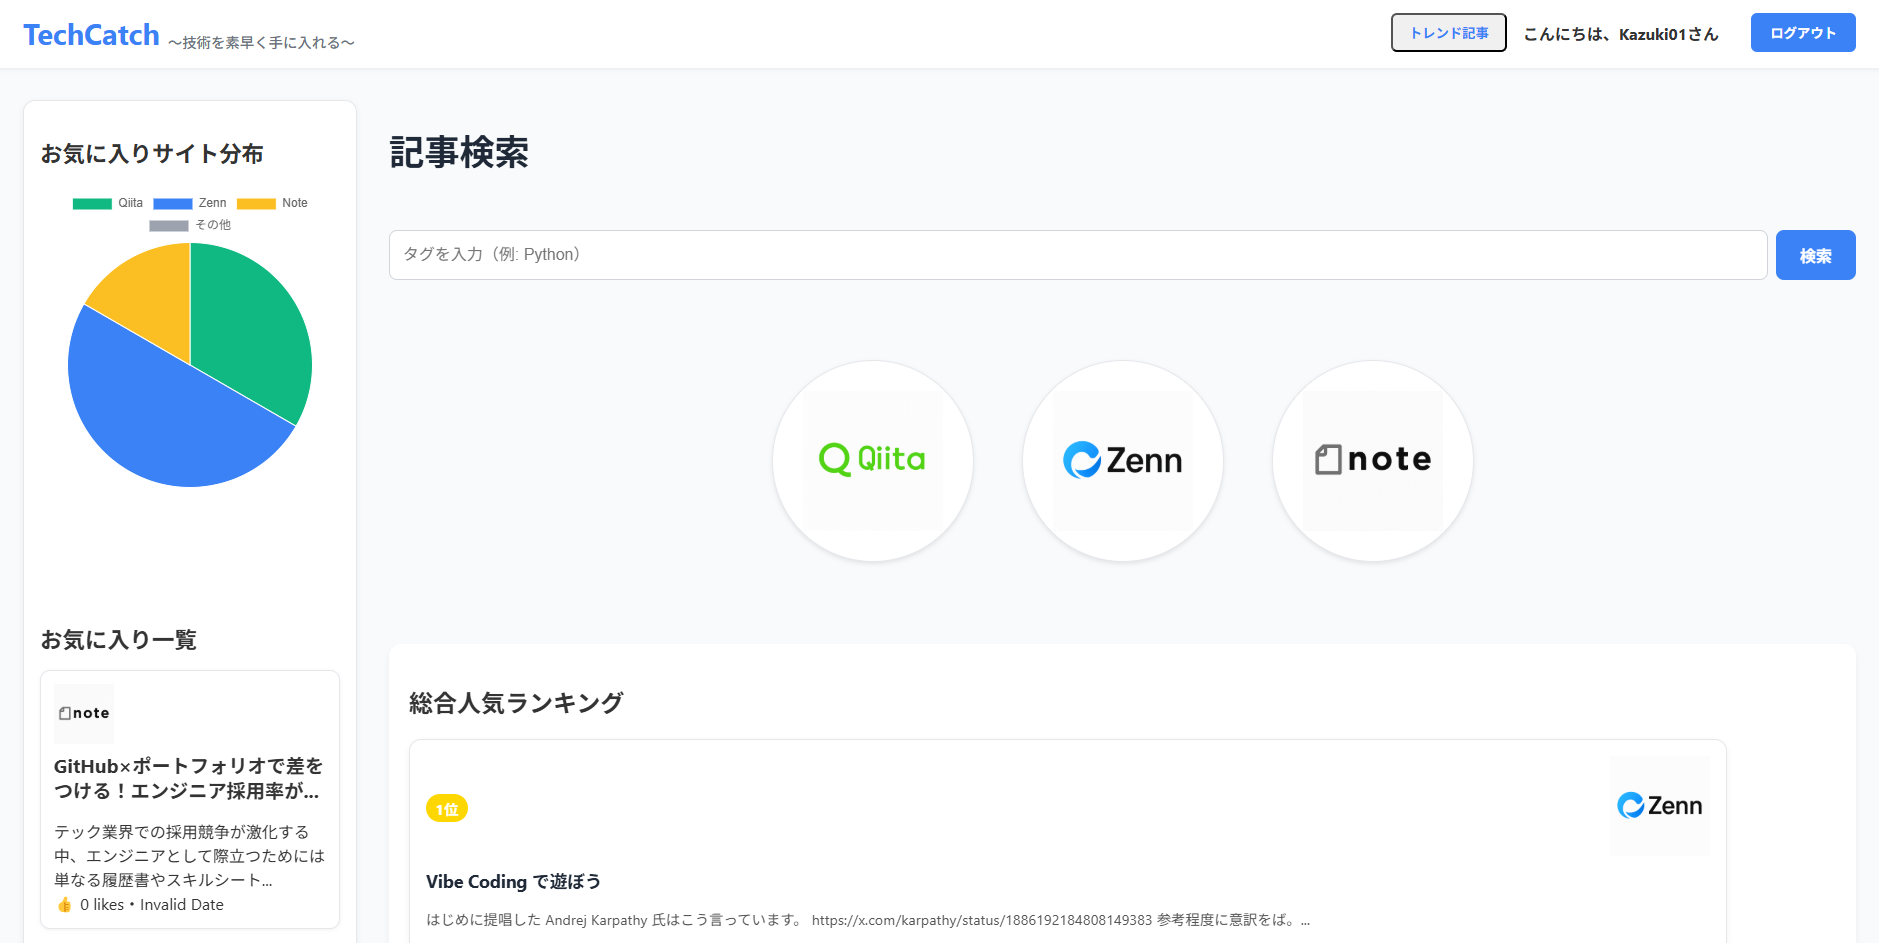 TechCatch ～技術を素早く手に入れる～
トレンド記事 こんにちは、Kazuki01さん ログアウト
お気に入りサイト分布
Qiita Zenn Note
その他
お気に入り一覧
note
GitHub×ポートフォリオで差を
つける！エンジニア採用率が...
テック業界での採用競争が激化する
中、エンジニアとして際立つためには
単なる履歴書やスキルシート...
👍 0 likes • Invalid Date
記事検索
タグを入力（例: Python） 検索
Qiita Zenn note
総合人気ランキング
1位 Zenn
Vibe Coding で遊ぼう
はじめに提唱した Andrej Karpathy 氏はこう言っています。 https://x.com/karpathy/status/1886192184808149383 参考程度に意訳をば。...